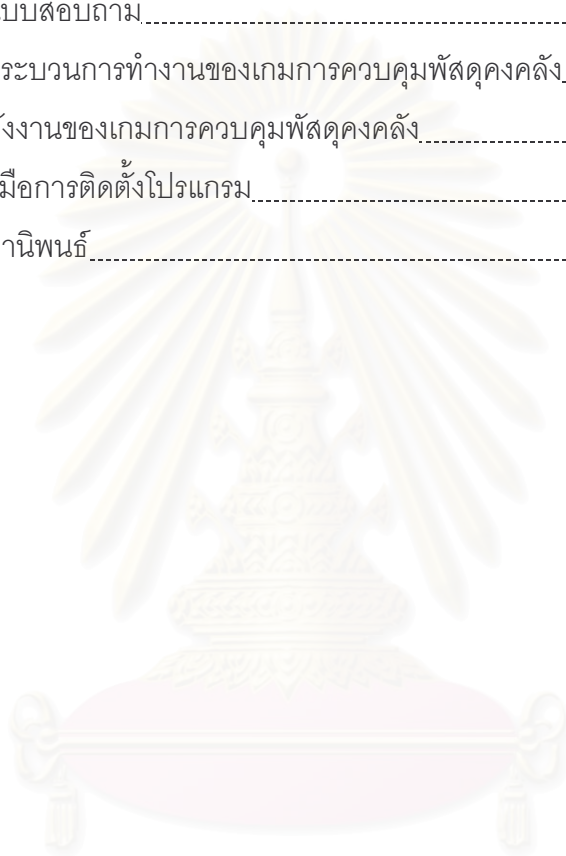 บบสอบถาม
ระบวนการทำงานของเกมการควบคุมพัสดุคงคลัง
ังงานของเกมการควบคุมพัสดุคงคลัง
มือการติดตั้งโปรแกรม
านิพนธ์